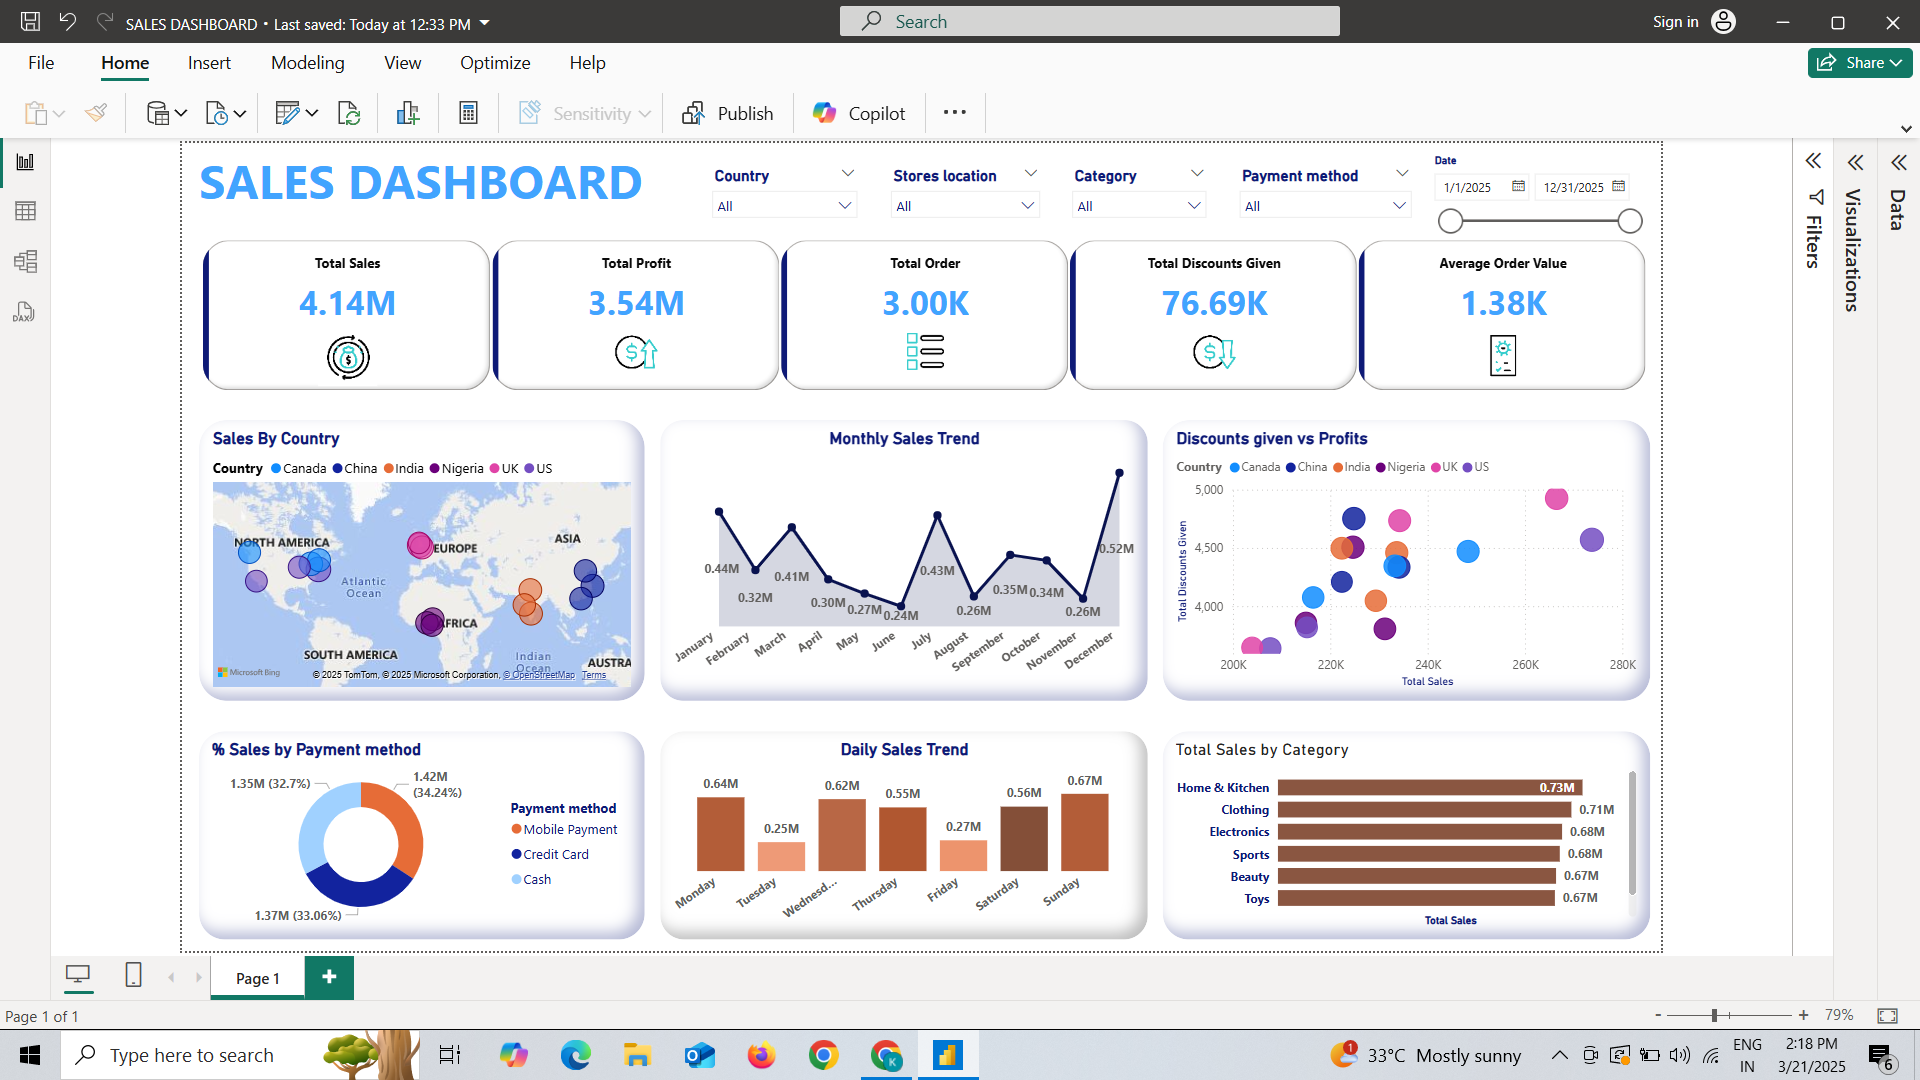 SALES DASHBOARD • Last saved: Today at 12:33 PM
Search
Sign in
File Home Insert Modeling View Optimize Help
Share
Sensitivity
Publish
Copilot
SALES DASHBOARD
Country
All
Stores location
All
Category
All
Payment method
All
Date
1/1/2025
12/31/2025
Filters
Visualizations
Data
Total Sales
4.14M
Total Profit
3.54M
Total Order
3.00K
Total Discounts Given
76.69K
Average Order Value
1.38K
Sales By Country
Country Canada China India Nigeria UK US
NORTH AMERICA
EUROPE
ASIA
Atlantic
Ocean
AFRICA
SOUTH AMERICA
Indian
Ocean
AUSTRA
Microsoft Bing
© 2025 TomTom, © 2025 Microsoft Corporation, © OpenStreetMap Terms
Monthly Sales Trend
0.44M
0.32M
0.41M
0.30M
0.27M
0.24M
0.43M
0.26M
0.35M
0.34M
0.26M
0.52M
January
February
March
April
May
June
July
August
September
October
November
December
Discounts given vs Profits
Country Canada China India Nigeria UK US
Total Discounts Given
5,000
4,500
4,000
200K 220K 240K 260K 280K
Total Sales
% Sales by Payment method
1.35M (32.7%)
1.42M
(34.24%)
1.37M (33.06%)
Payment method
Mobile Payment
Credit Card
Cash
Daily Sales Trend
0.64M
0.25M
0.62M
0.55M
0.27M
0.56M
0.67M
Monday
Tuesday
Wednesd...
Thursday
Friday
Saturday
Sunday
Total Sales by Category
Home & Kitchen 0.73M
Clothing 0.71M
Electronics 0.68M
Sports 0.68M
Beauty 0.67M
Toys 0.67M
Total Sales
DAX
Page 1
Page 1 of 1
- + 79%
Type here to search
1
33°C Mostly sunny
ENG
IN
2:18 PM
3/21/2025
6